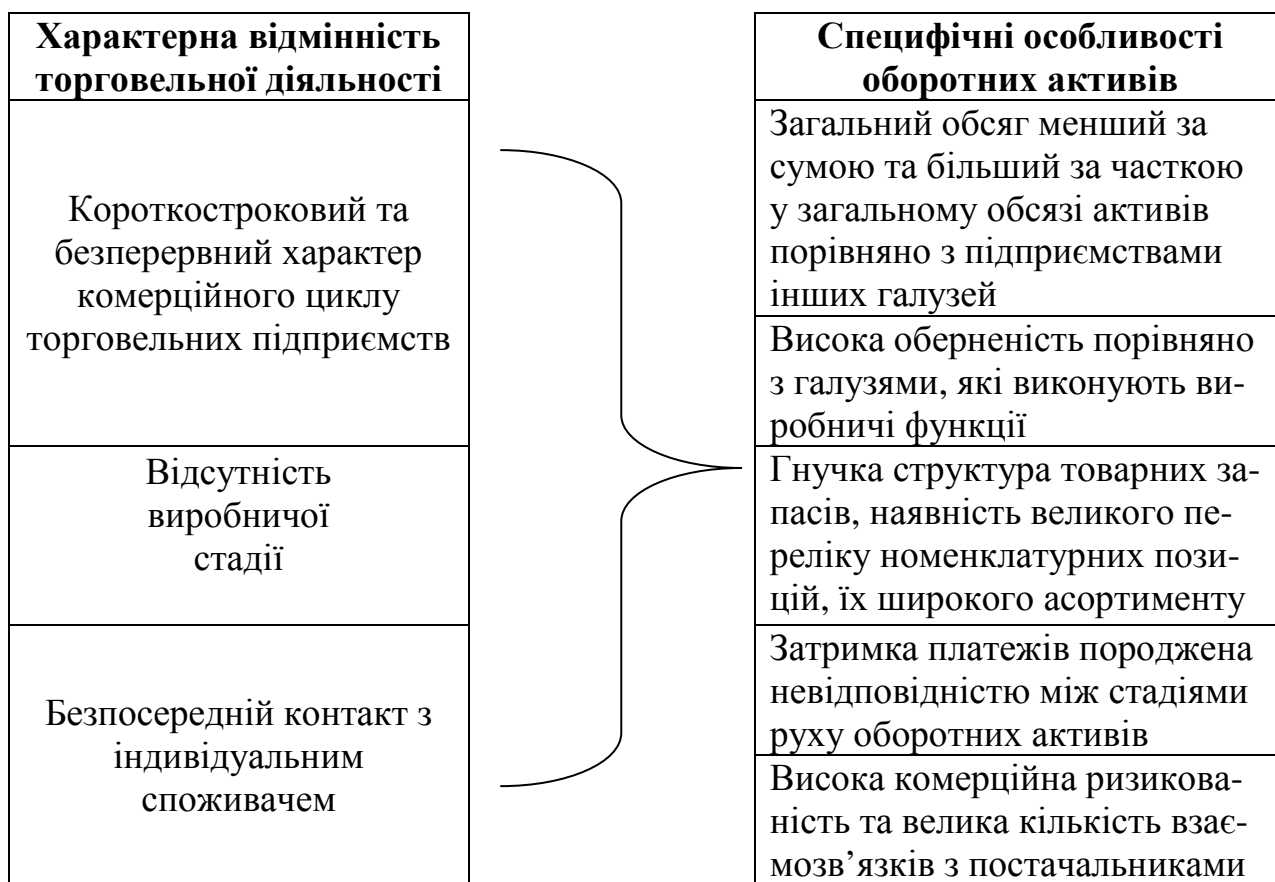 Характерна відмінність
торговельної діяльності
Короткостроковий та
безперервний характер
комерційного циклу
торговельних підприємств
Відсутність
виробничої
стадії
Безпосередній контакт з
індивідуальним
споживачем
Специфічні особливості
оборотних активів
Загальний обсяг менший за
сумою та більший за часткою
у загальному обсязі активів
порівняно з підприємствами
інших галузей
Висока оберненість порівняно
з галузями, які виконують ви-
робничі функції
Гнучка структура товарних за-
пасів, наявність великого пе-
реліку номенклатурних пози-
цій, їх широкого асортименту
Затримка платежів породжена
невідповідністю між стадіями
руху оборотних активів
Висока комерційна ризикова-
ність та велика кількість взає-
мозв’язків з постачальниками